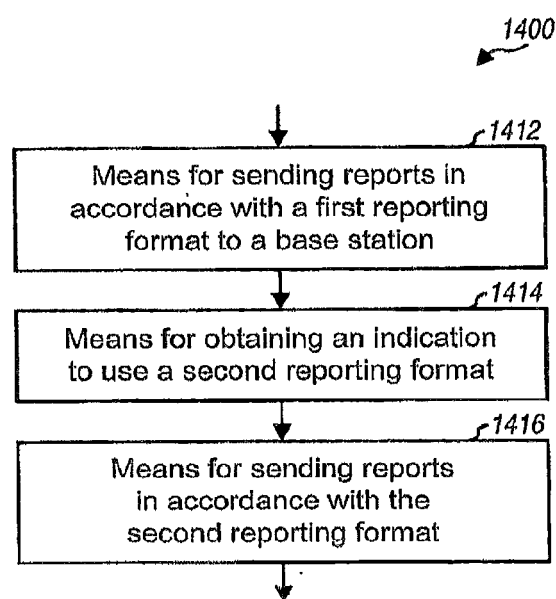 1400
1412
Means for sending reports in
accordance with a first reporting
format to a base station
1414
Means for obtaining an indication
to use a second reporting format
1416
Means for sending reports
in accordance with the
second reporting format